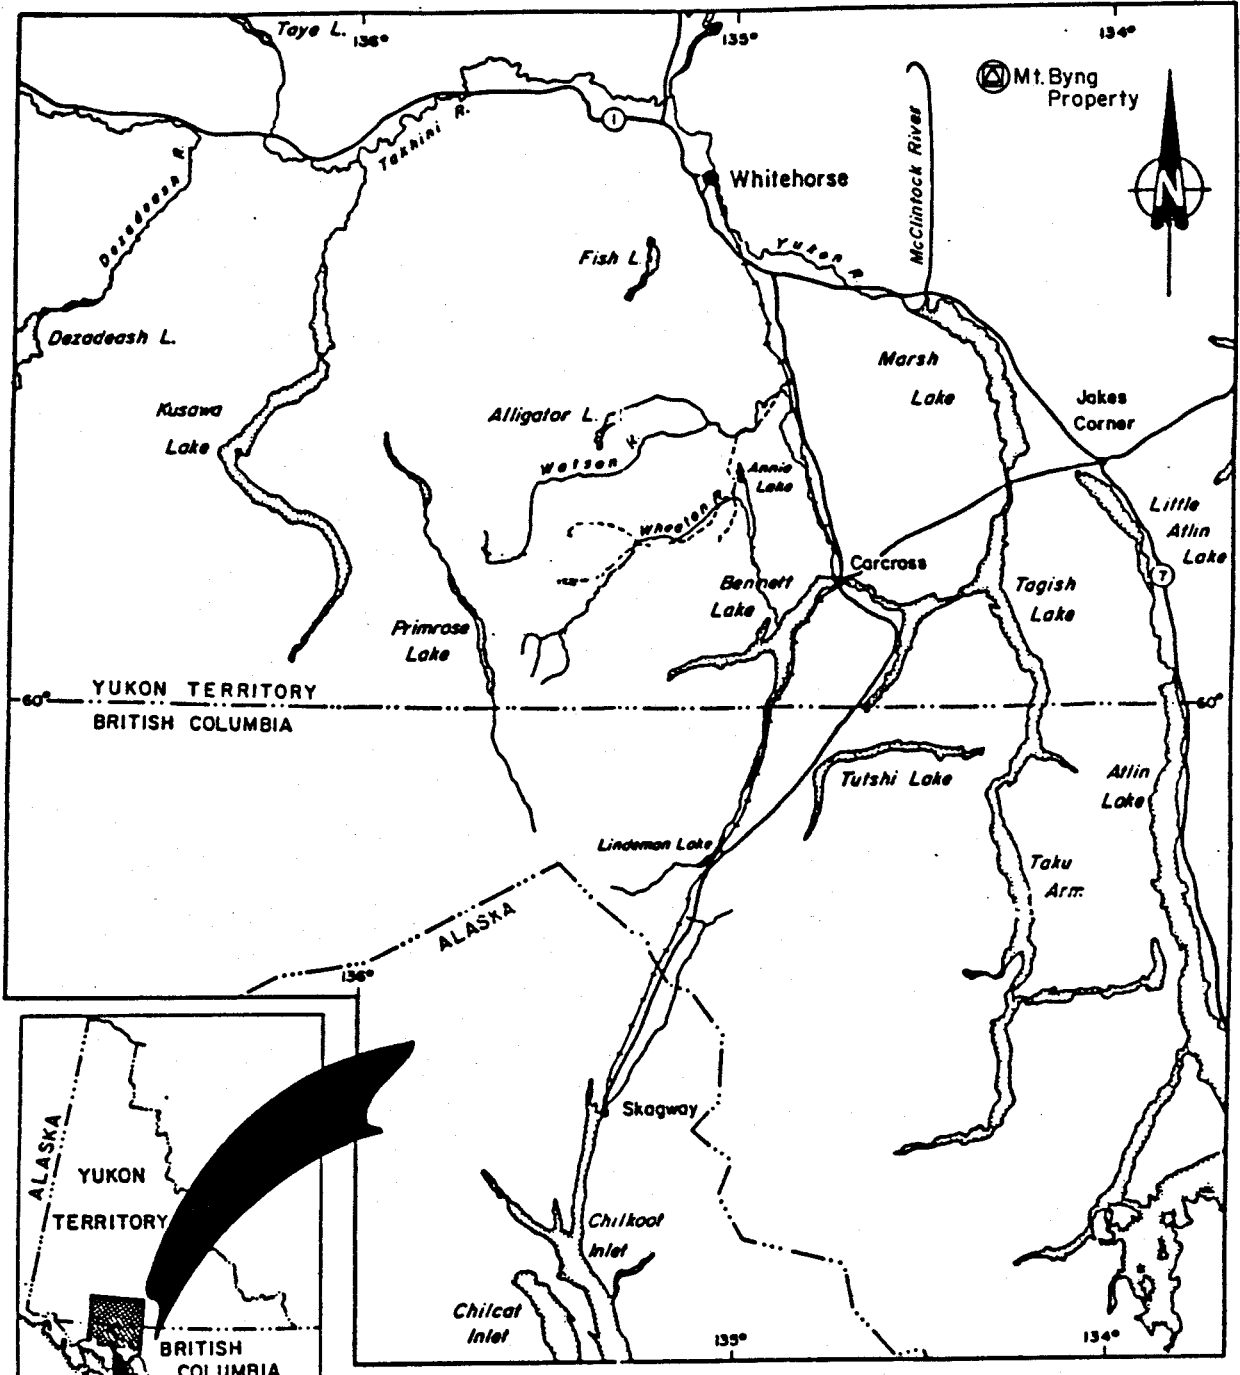 Taye L.
136°
135°
134°
Mt. Byng
Property
Takhini R.
1
McClintock River
N
Whitehorse
Dezadeash R.
Yukon R.
Fish L.
Dezadeash L.
Marsh
Lake
Kusawa
Lake
Alligator L.
Jakes
Corner
Watson R.
Annie
Lake
Wheaton R.
Little
Atlin
Lake
Carcross
7
Bennett
Lake
Tagish
Lake
Primrose
Lake
YUKON TERRITORY
60°
60°
BRITISH COLUMBIA
Tutshi Lake
Atlin
Lake
Lindeman Lake
Taku
Arm
ALASKA
136°
Skagway
ALASKA
YUKON
TERRITORY
Chilkoot
Inlet
Chilcat
Inlet
135°
134°
BRITISH
COLUMBIA